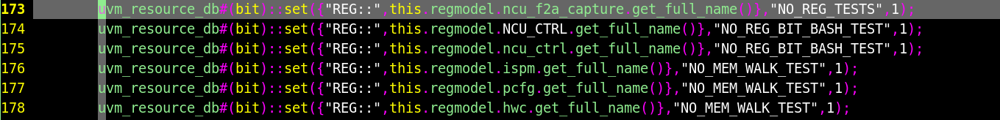 173 uvm_resource_db#(bit)::set({"REG::",this.regmodel.ncu_f2a_capture.get_full_name()},"NO_REG_TESTS",1);
174 uvm_resource_db#(bit)::set({"REG::",this.regmodel.NCU_CTRL.get_full_name()},"NO_REG_BIT_BASH_TEST",1);
175 uvm_resource_db#(bit)::set({"REG::",this.regmodel.ncu_ctrl.get_full_name()},"NO_REG_BIT_BASH_TEST",1);
176 uvm_resource_db#(bit)::set({"REG::",this.regmodel.ispm.get_full_name()},"NO_MEM_WALK_TEST",1);
177 uvm_resource_db#(bit)::set({"REG::",this.regmodel.pcfg.get_full_name()},"NO_MEM_WALK_TEST",1);
178 uvm_resource_db#(bit)::set({"REG::",this.regmodel.hwc.get_full_name()},"NO_MEM_WALK_TEST",1);